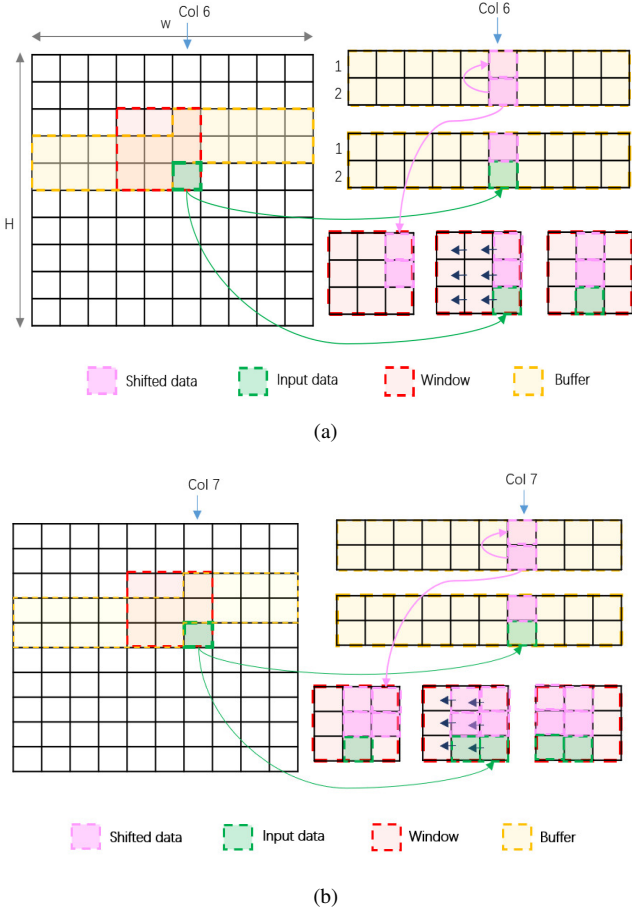 Col 6
W
Col 6
1
2
1
2
H
Shifted data
Input data
Window
Buffer
(a)
Col 7
Col 7
Shifted data
Input data
Window
Buffer
(b)